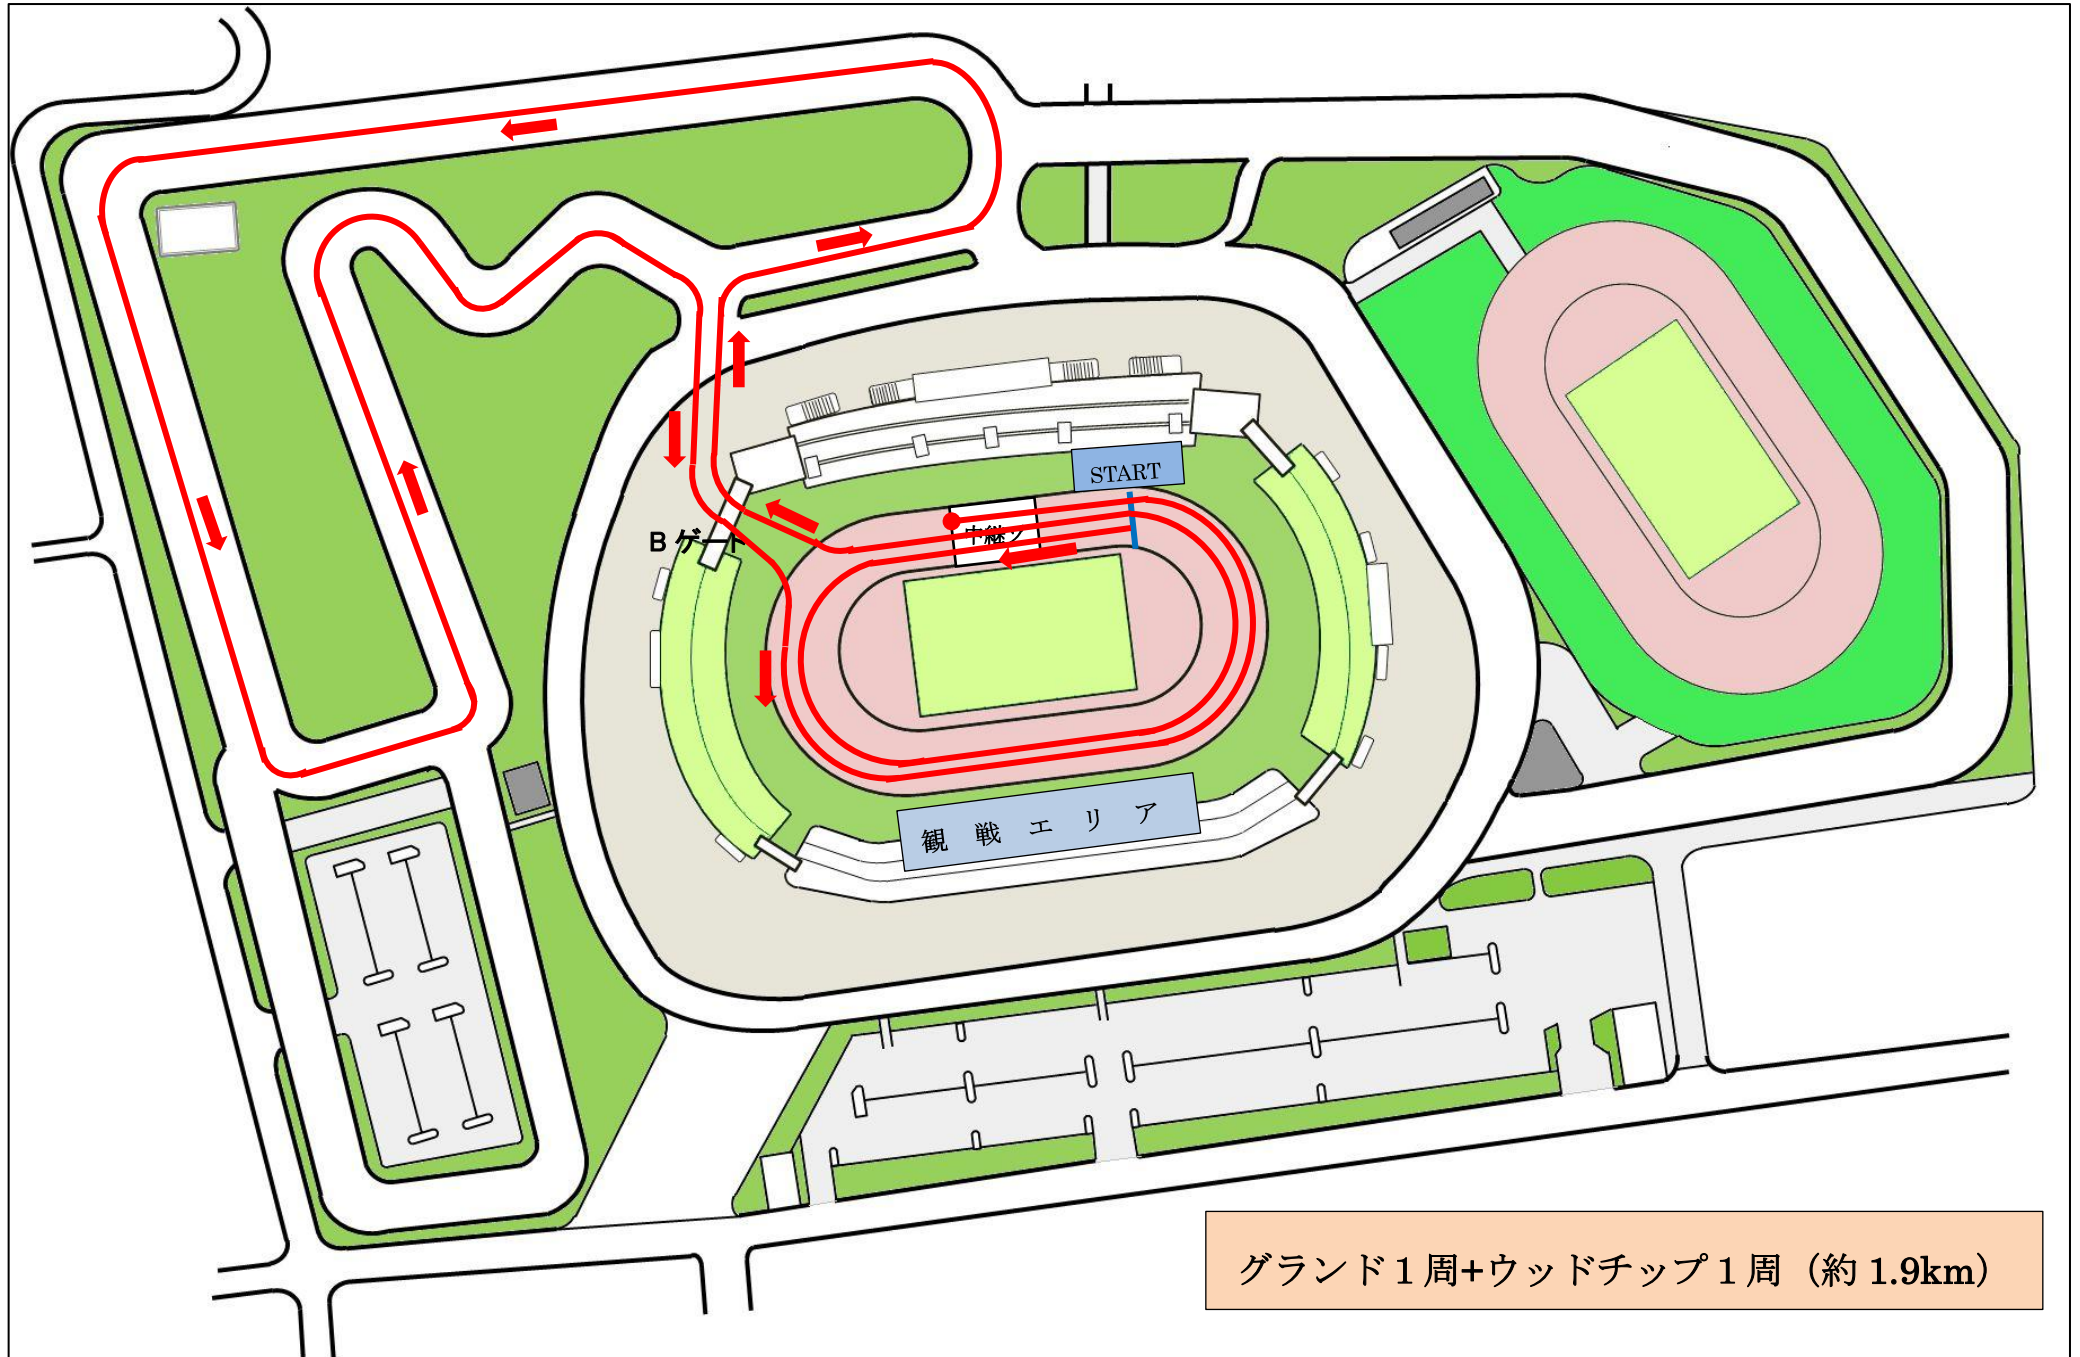 START
中継ゾ
Bゲート
観 戦 エ リ ア
グランド1周+ウッドチップ1周（約1.9km）